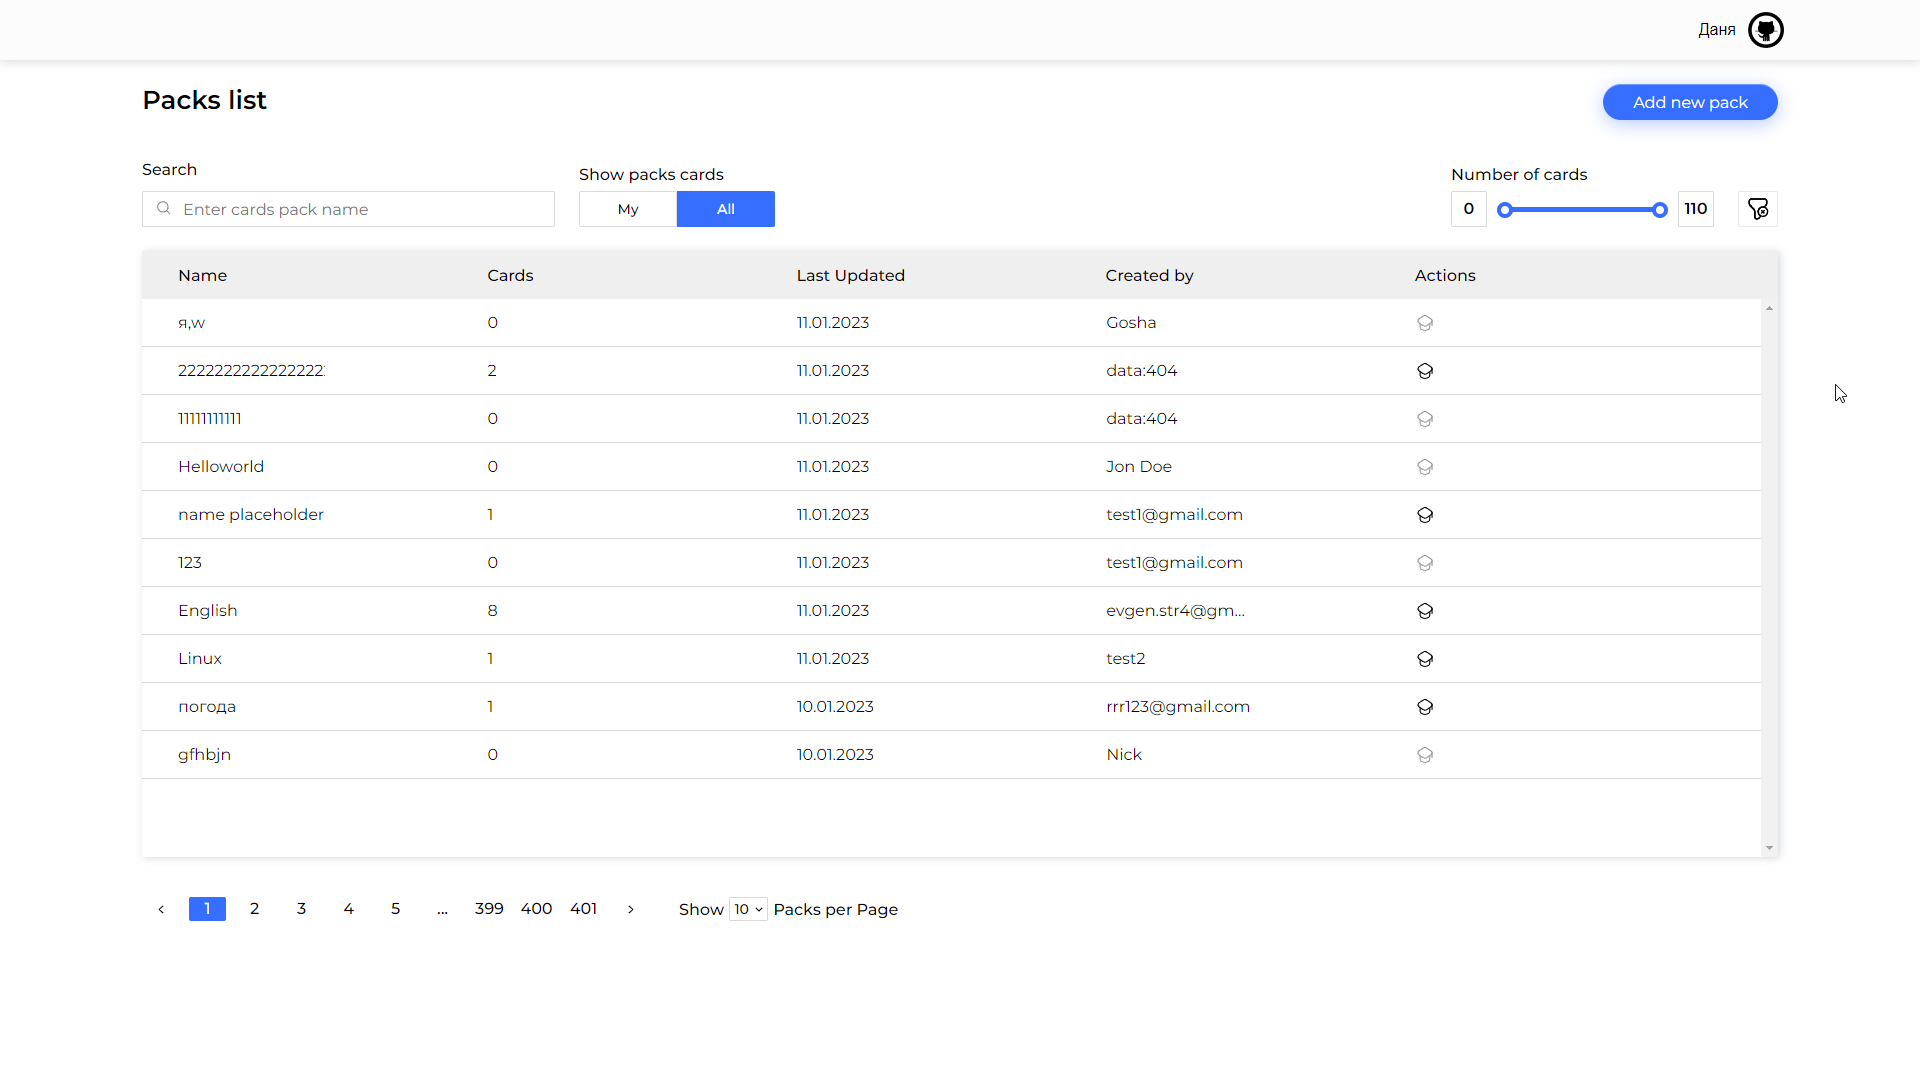 Даня
Packs list
Add new pack
Search
Show packs cards
Number of cards
Enter cards pack name
My
All
0
110
Name Cards Last Updated Created by Actions
я,w 0 11.01.2023 Gosha
2222222222222222 2 11.01.2023 data:404
11111111111 0 11.01.2023 data:404
Helloworld 0 11.01.2023 Jon Doe
name placeholder 1 11.01.2023 test1@gmail.com
123 0 11.01.2023 test1@gmail.com
English 8 11.01.2023 evgen.str4@gm...
Linux 1 11.01.2023 test2
погода 1 10.01.2023 rrr123@gmail.com
gfhbjn 0 10.01.2023 Nick
1 2 3 4 5 ... 399 400 401 Show 10 Packs per Page